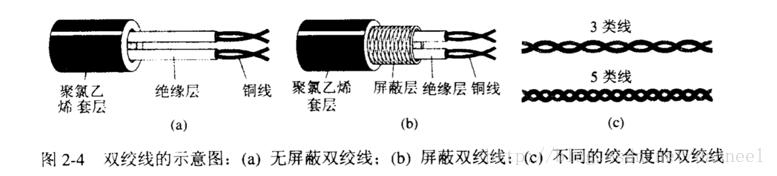 聚氯乙
烯 套层
绝缘层
铜线
(a)
聚氯乙烯
套层
屏蔽层
绝缘层
铜线
(b)
3 类线
5 类线
(c)
图 2-4 双绞线的示意图：(a) 无屏蔽双绞线；(b) 屏蔽双绞线；(c) 不同的绞合度的双绞线